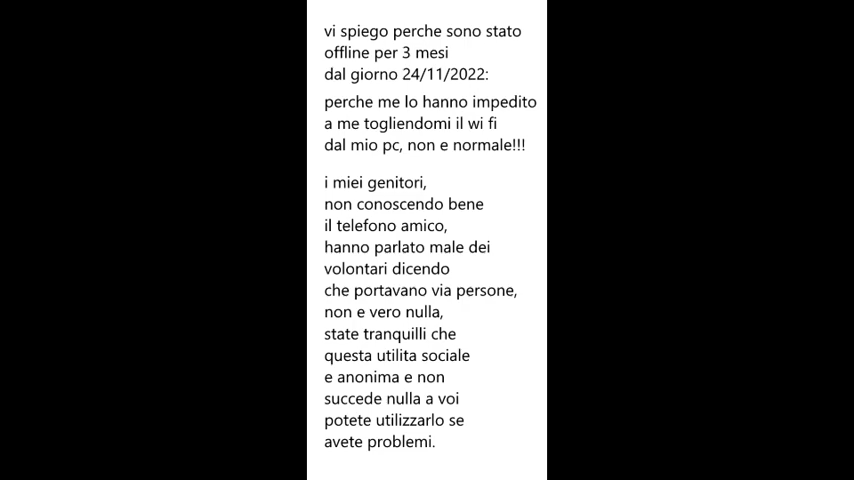 vi spiego perche sono stato
offline per 3 mesi
dal giorno 24/11/2022:
perche me lo hanno impedito
a me togliendomi il wi fi
dal mio pc, non e normale!!!
i miei genitori,
non conoscendo bene
il telefono amico,
hanno parlato male dei
volontari dicendo
che portavano via persone,
non e vero nulla,
state tranquilli che
questa utilita sociale
e anonima e non
succede nulla a voi
potete utilizzarlo se
avete problemi.